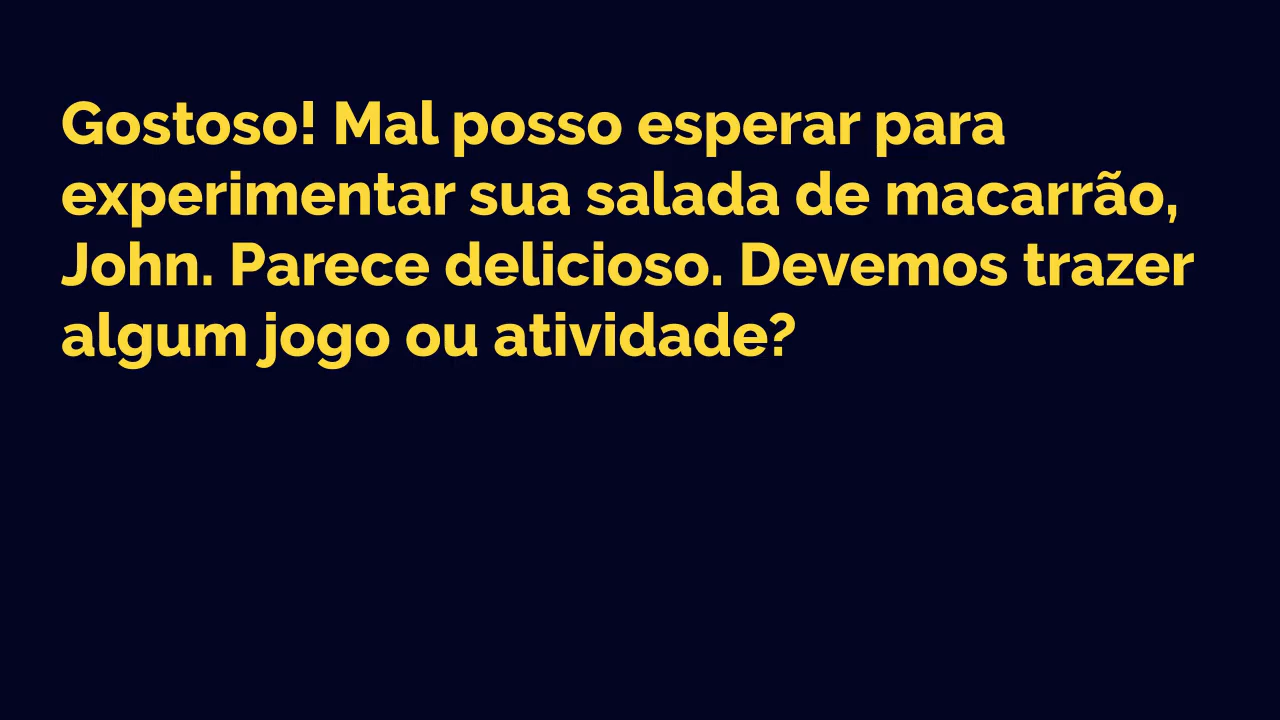 Gostoso! Mal posso esperar para
experimentar sua salada de macarrão,
John. Parece delicioso. Devemos trazer
algum jogo ou atividade?